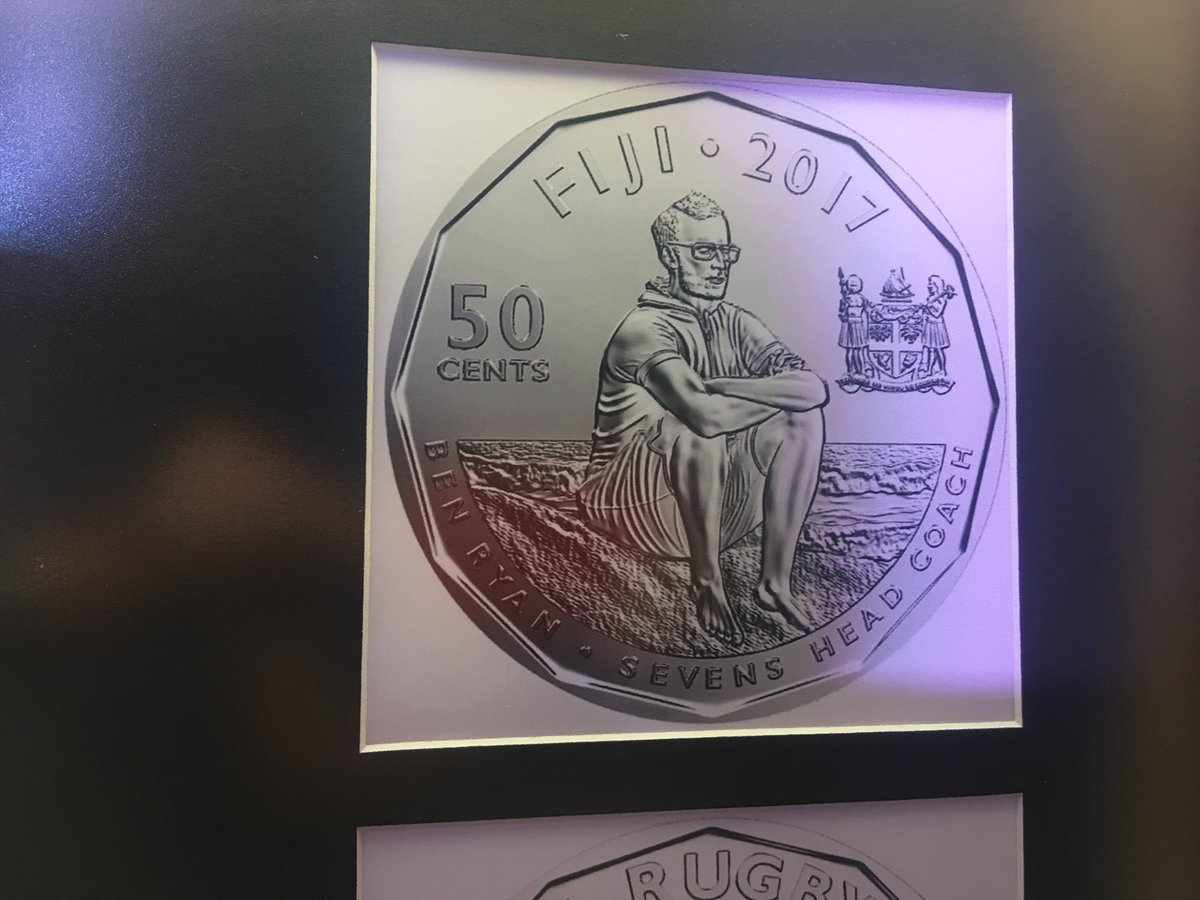 FIJI • 2017
50
CENTS
BEN RYAN • SEVENS HEAD COACH
RUGBY